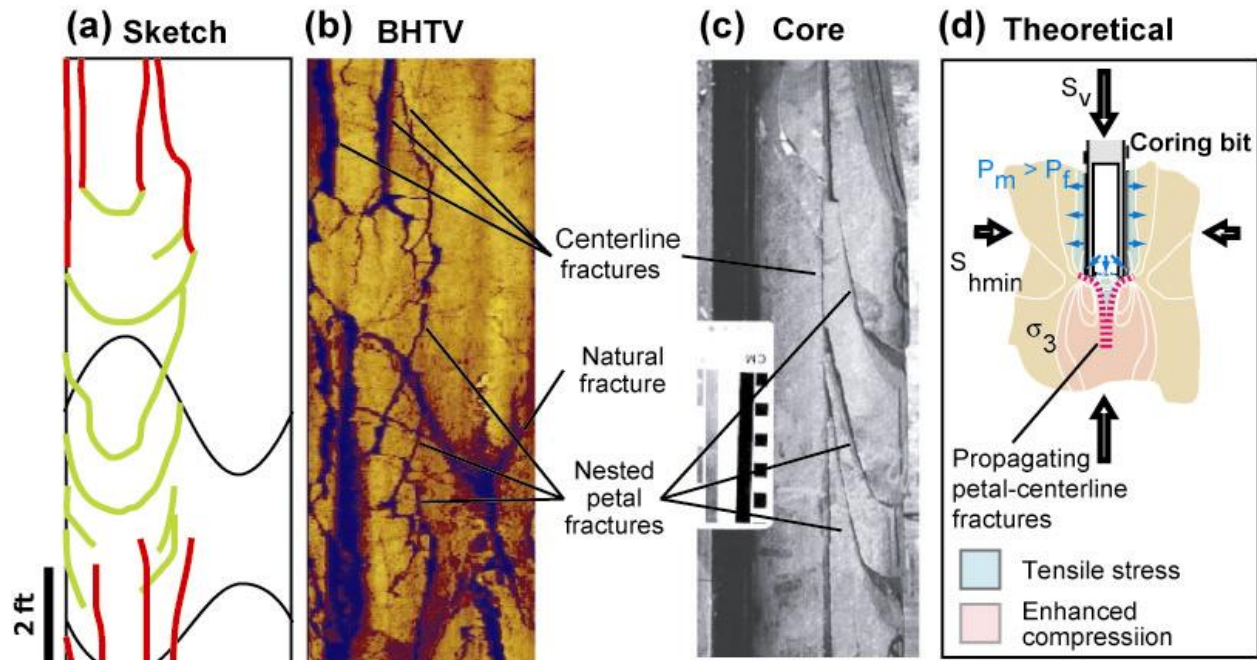 (a) Sketch
(b) BHTV
(c) Core
(d) Theoretical
2 ft
Centerline
fractures
Natural
fracture
Nested
petal
fractures
CM
Sv
Coring bit
Pm > Pf
Shmin
σ3
Propagating
petal-centerline
fractures
Tensile stress
Enhanced
compressiion